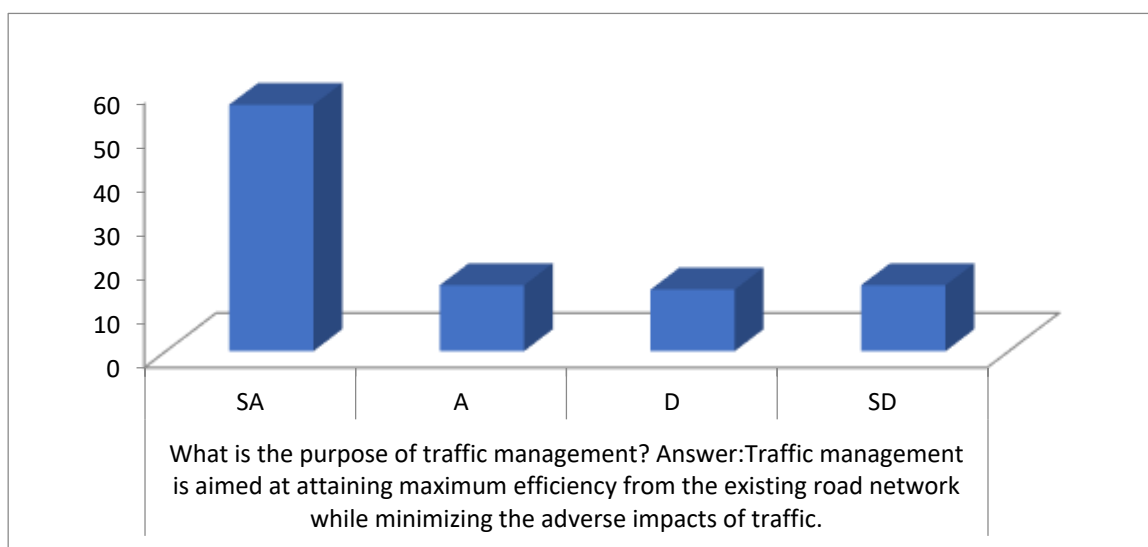 60
50
40
30
20
10
0
SA A D SD
What is the purpose of traffic management? Answer:Traffic management
is aimed at attaining maximum efficiency from the existing road network
while minimizing the adverse impacts of traffic.